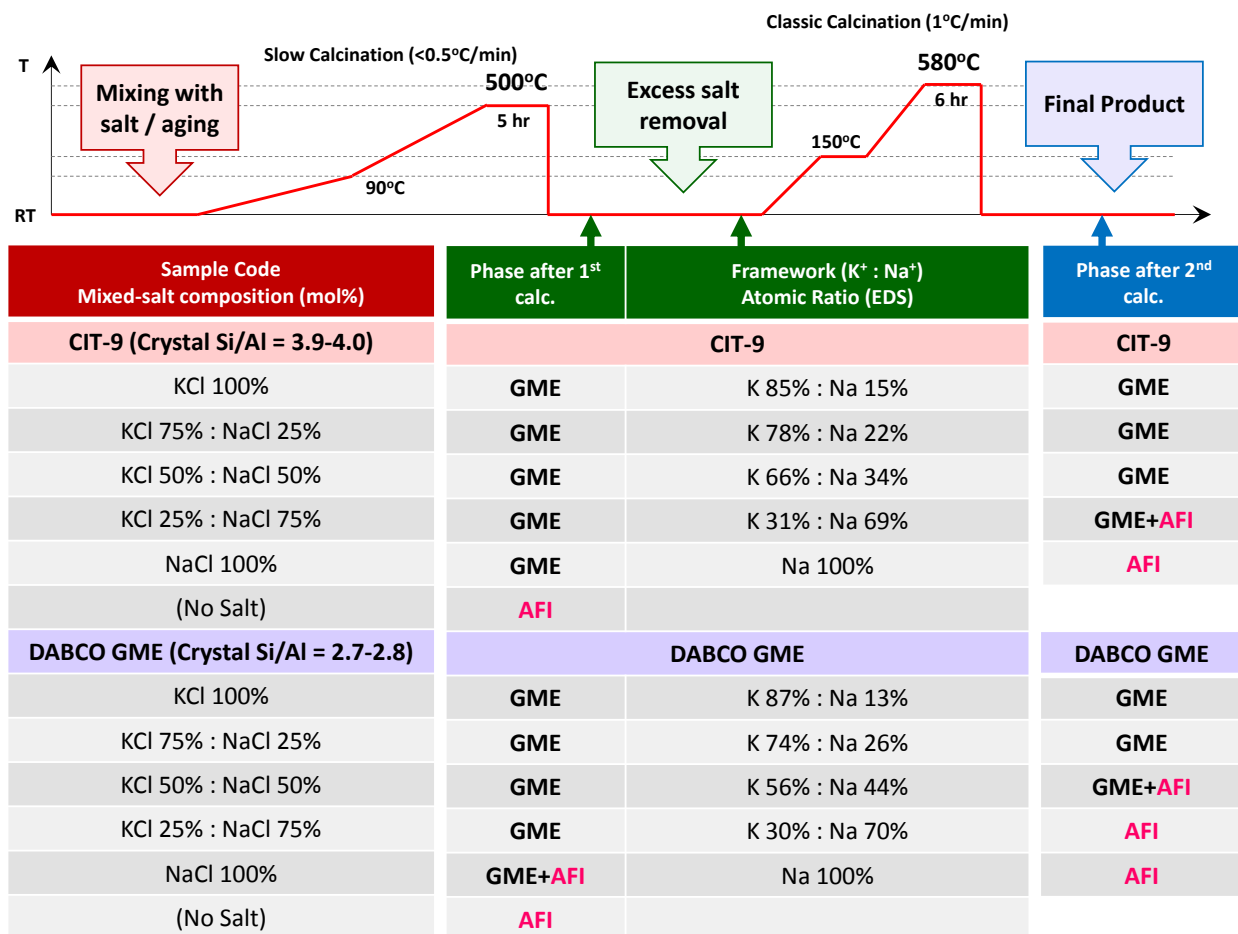 Classic Calcination (1°C/min)
Slow Calcination (<0.5°C/min)
T
Mixing with
salt / aging
500°C
5 hr
Excess salt
removal
580°C
6 hr
Final Product
150°C
90°C
RT
Sample Code
Mixed-salt composition (mol%)
Phase after 1st
calc.
Framework (K+ : Na+)
Atomic Ratio (EDS)
Phase after 2nd
calc.
CIT-9 (Crystal Si/Al = 3.9-4.0) CIT-9 CIT-9
KCl 100% GME K 85% : Na 15% GME
KCl 75% : NaCl 25% GME K 78% : Na 22% GME
KCl 50% : NaCl 50% GME K 66% : Na 34% GME
KCl 25% : NaCl 75% GME K 31% : Na 69% GME+AFI
NaCl 100% GME Na 100% AFI
(No Salt) AFI
DABCO GME (Crystal Si/Al = 2.7-2.8) DABCO GME DABCO GME
KCl 100% GME K 87% : Na 13% GME
KCl 75% : NaCl 25% GME K 74% : Na 26% GME
KCl 50% : NaCl 50% GME K 56% : Na 44% GME+AFI
KCl 25% : NaCl 75% GME K 30% : Na 70% AFI
NaCl 100% GME+AFI Na 100% AFI
(No Salt) AFI